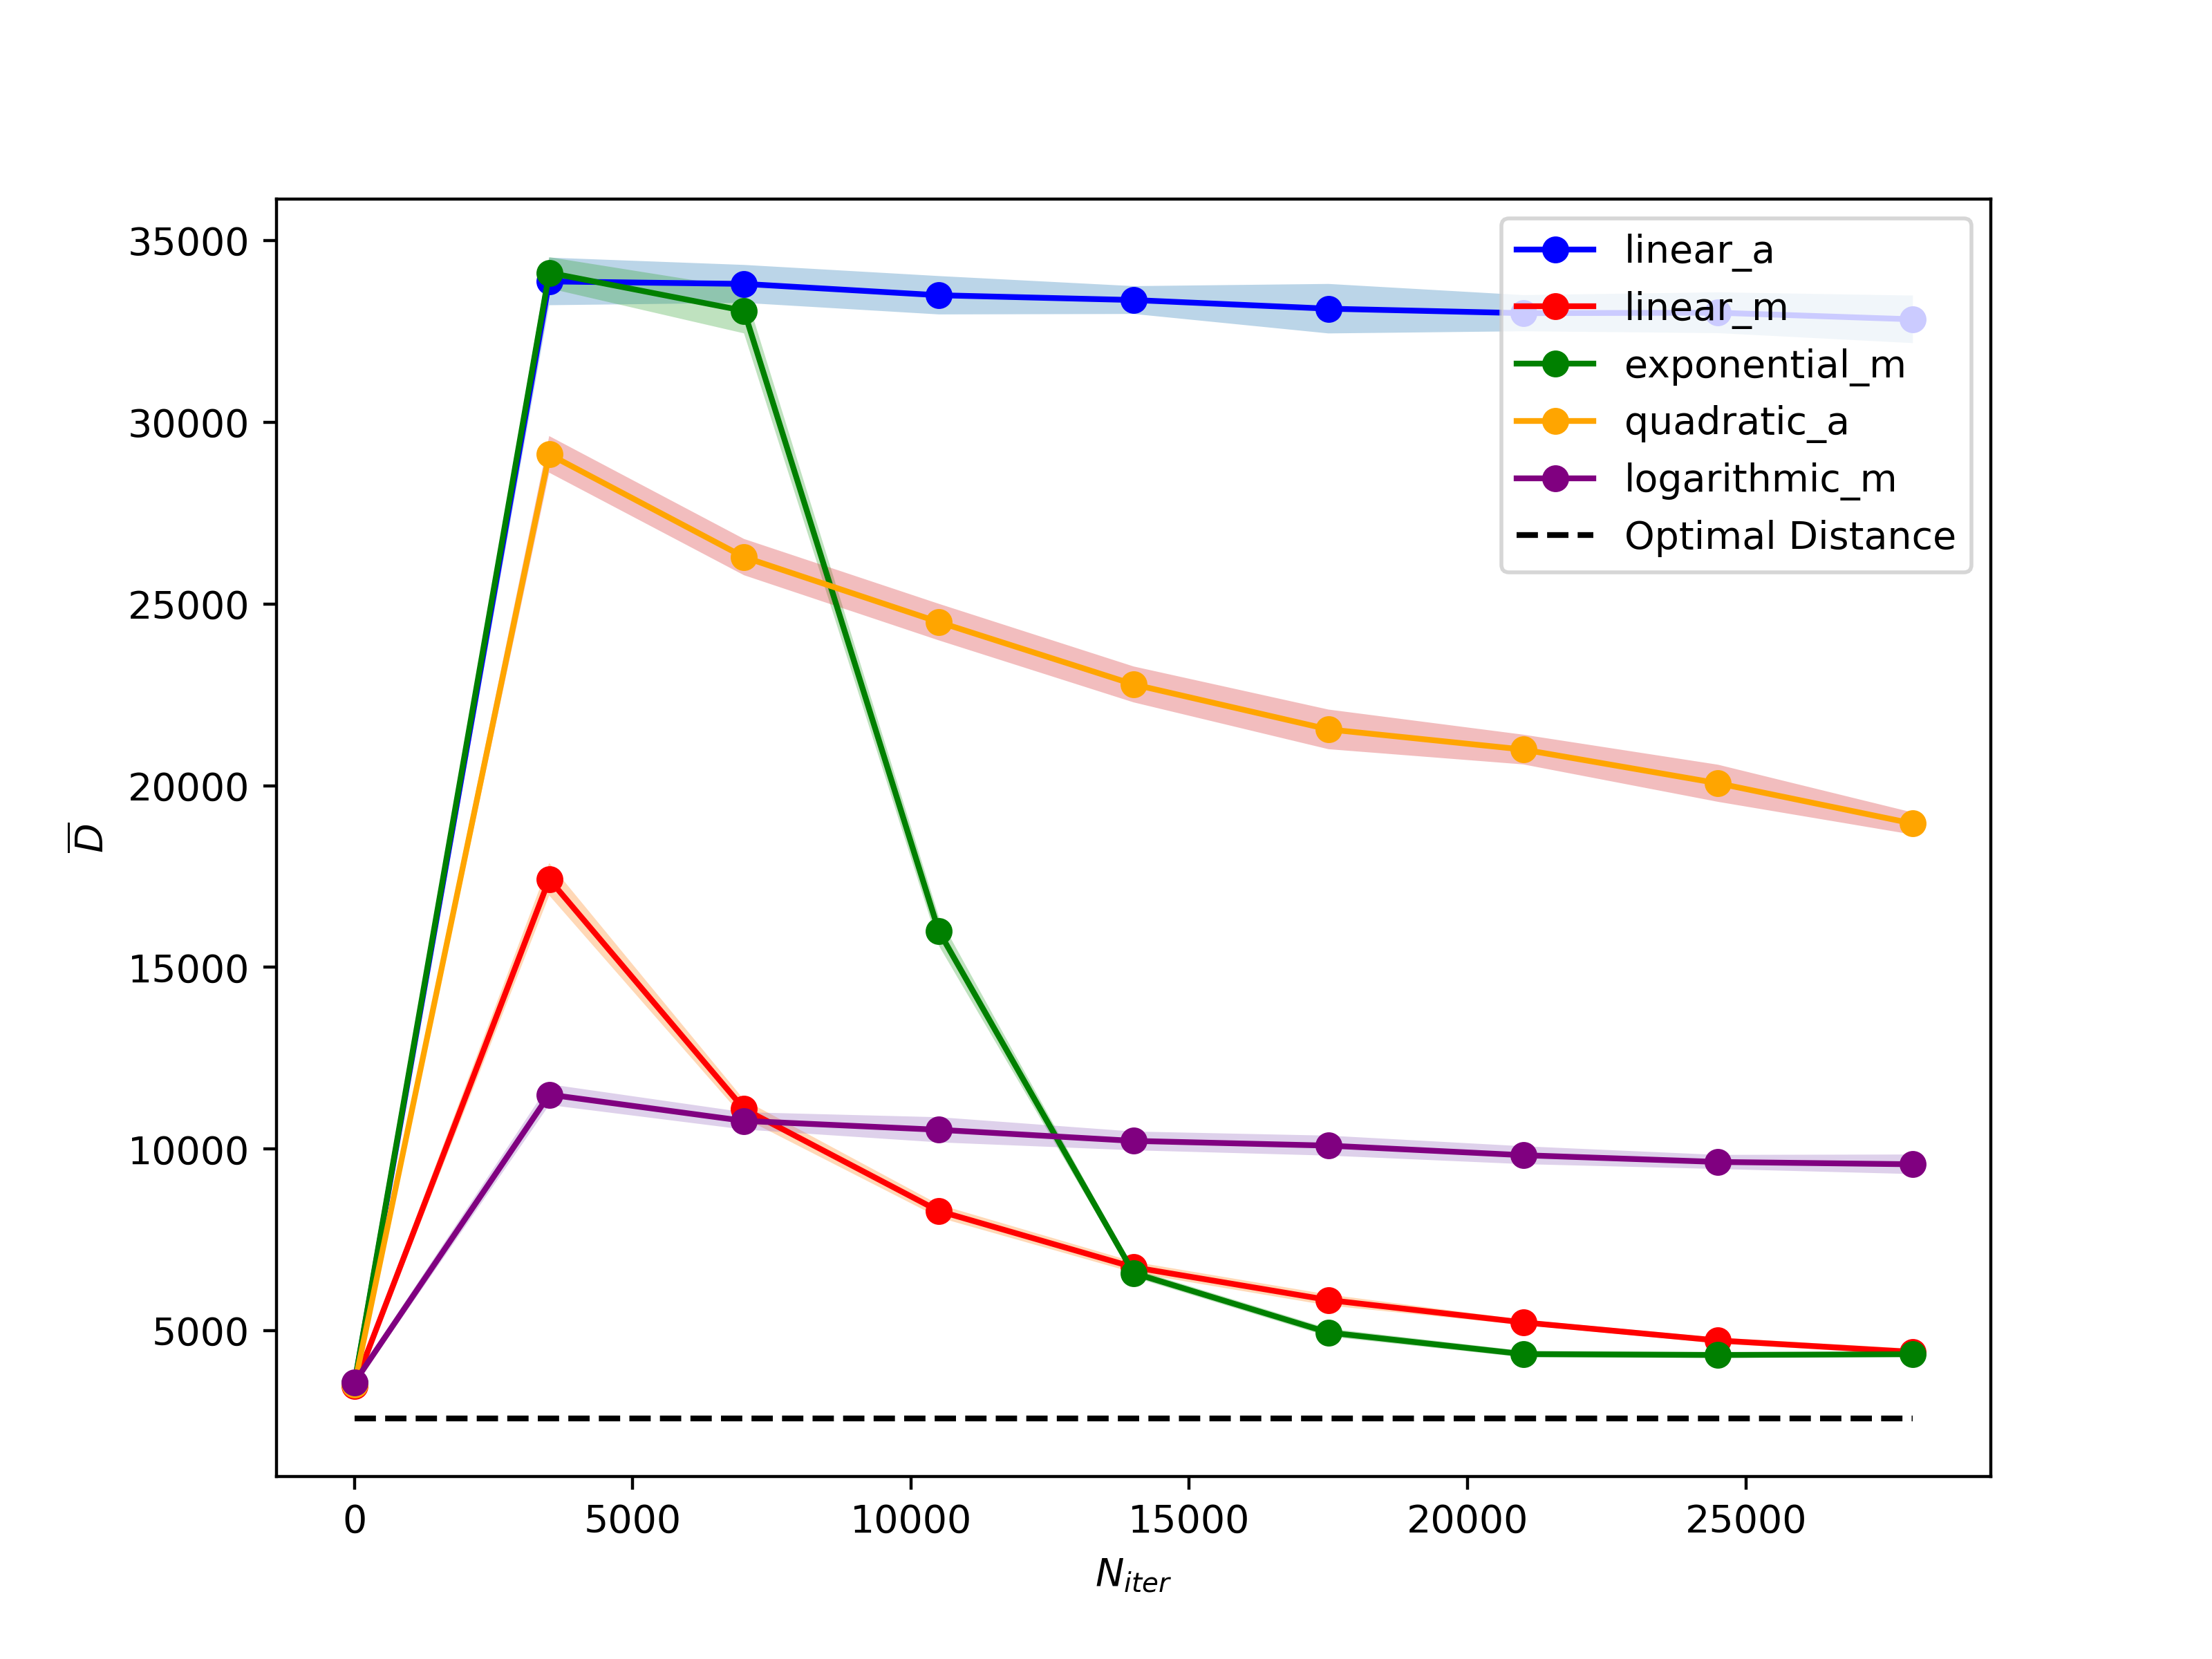 35000
30000
25000
20000
15000
10000
5000
D̅
linear_a
linear_m
exponential_m
quadratic_a
logarithmic_m
Optimal Distance
0 5000 10000 15000 20000 25000
N_iter